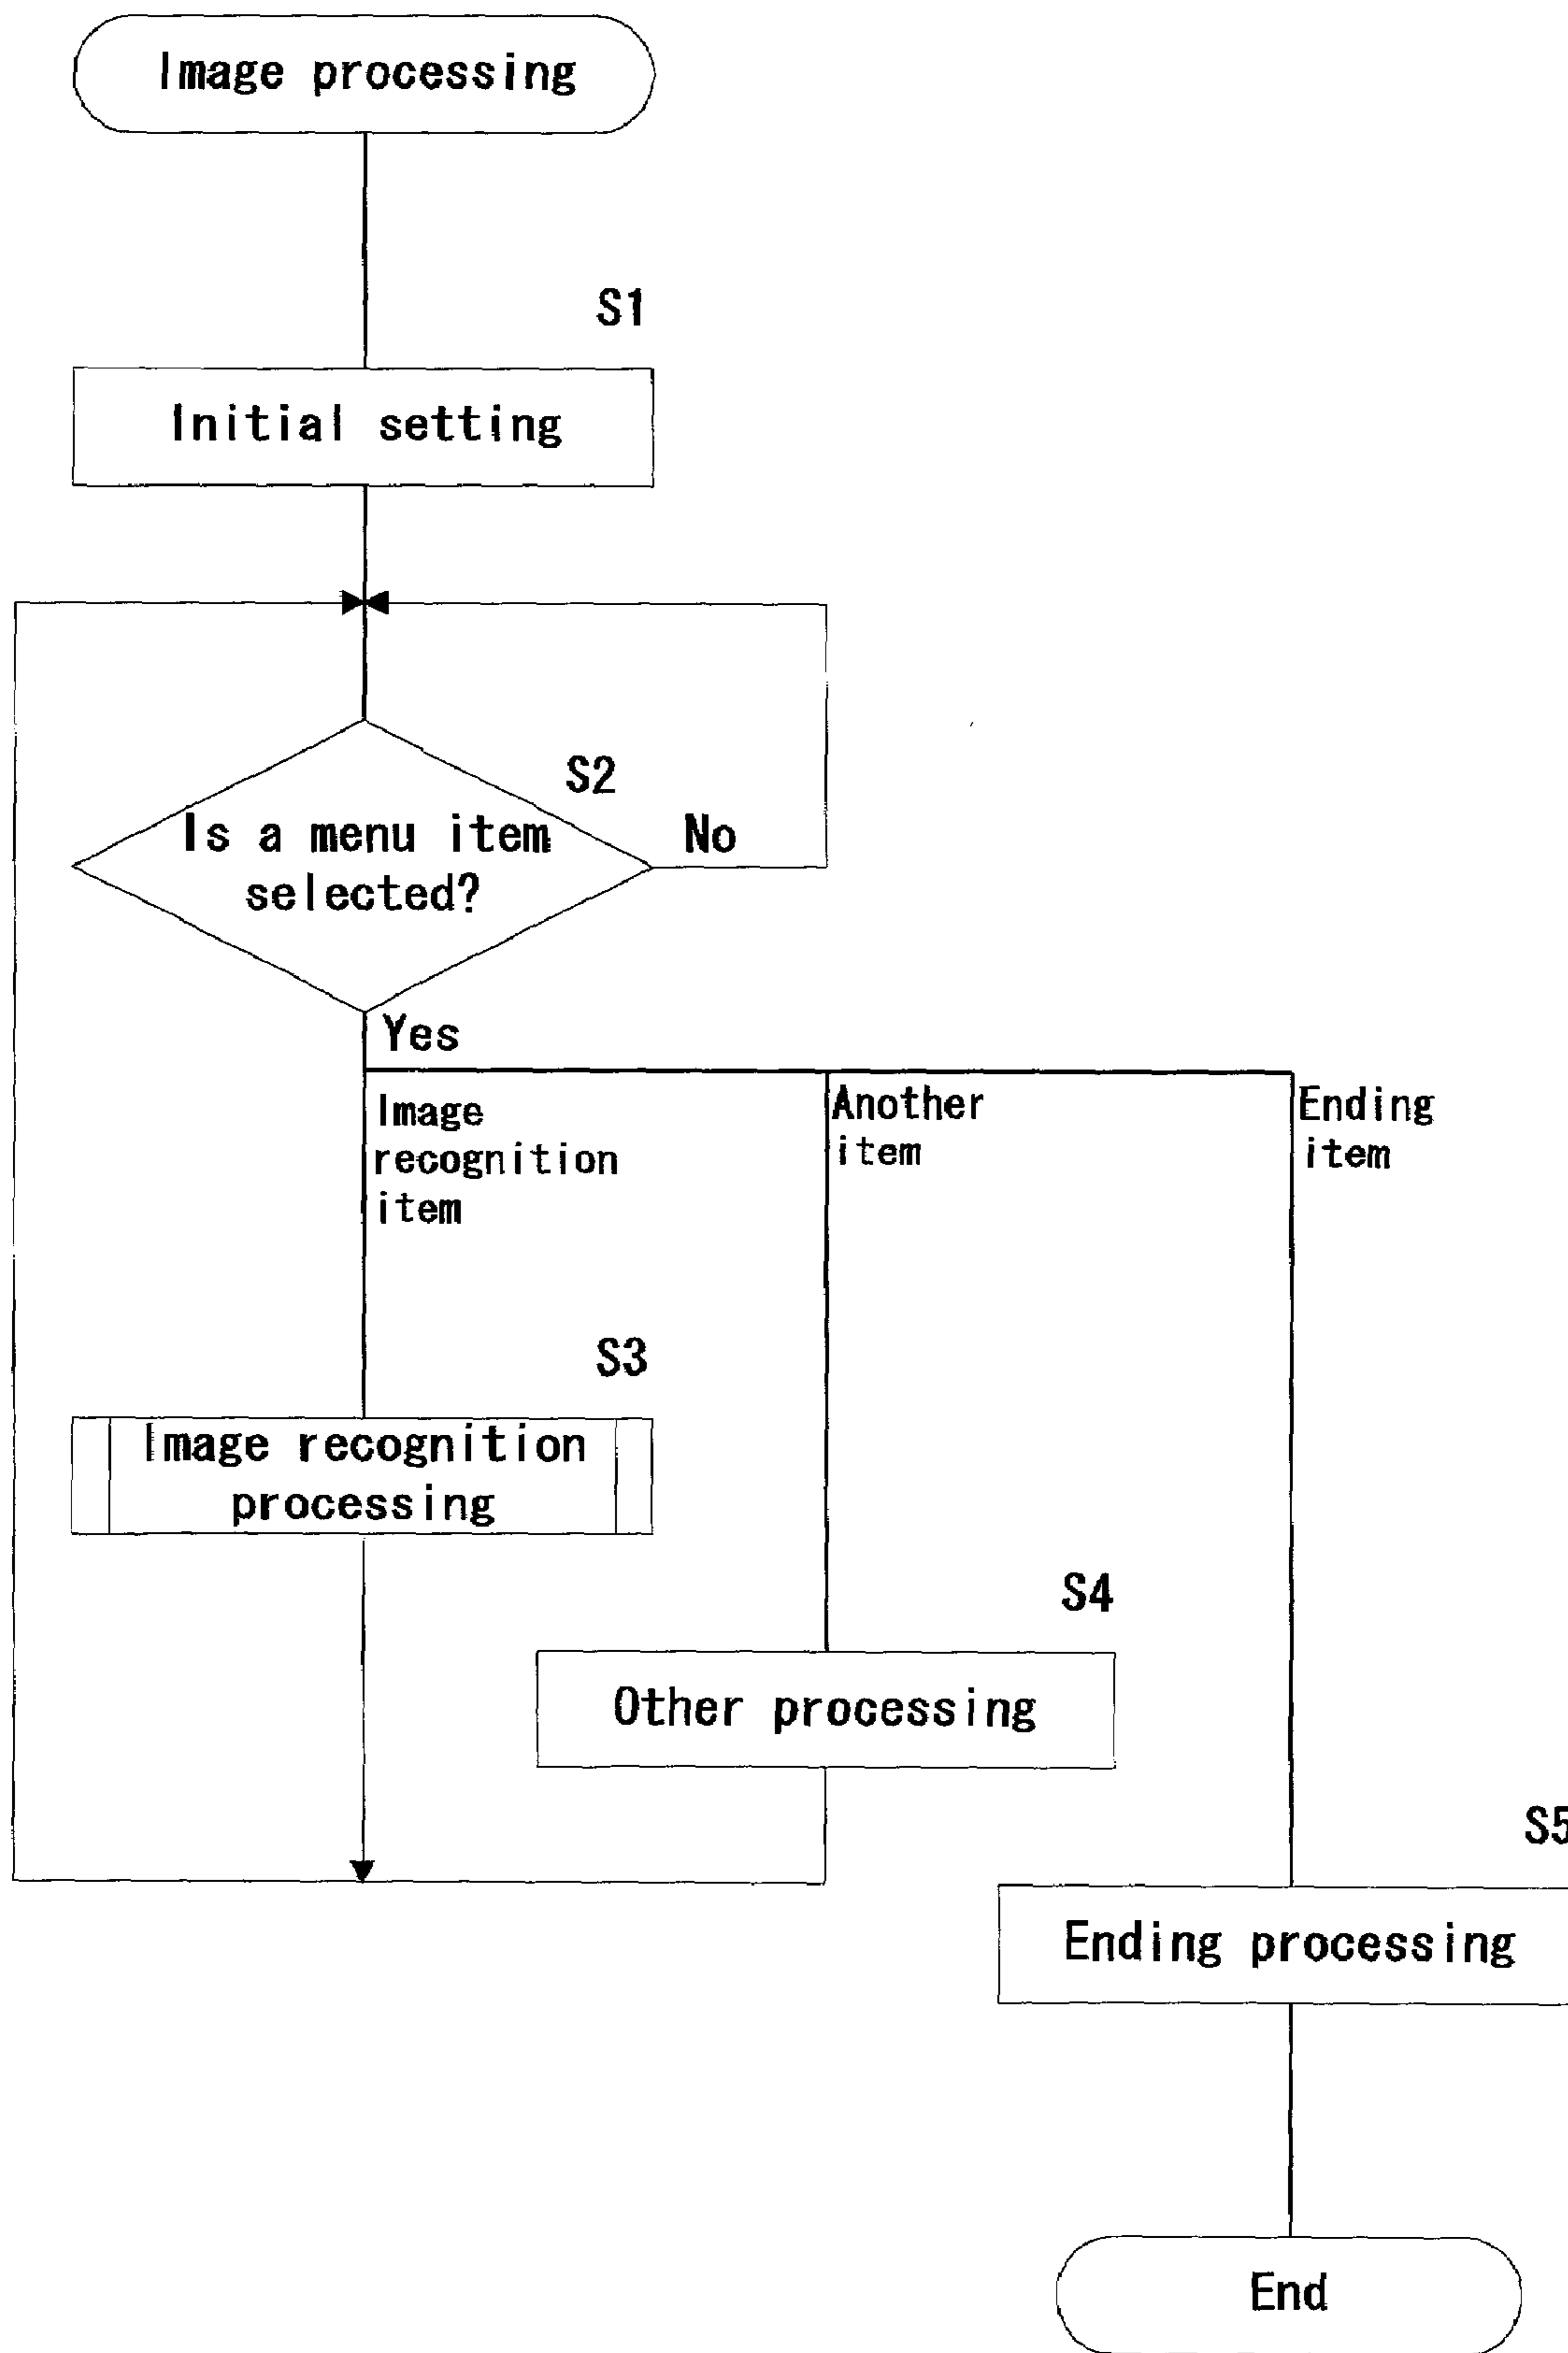 Image processing
S1
Initial setting
S2
Is a menu item
selected?
No
Yes
Image
recognition
item
Another
item
Ending
item
S3
Image recognition
processing
S4
Other processing
S5
Ending processing
End